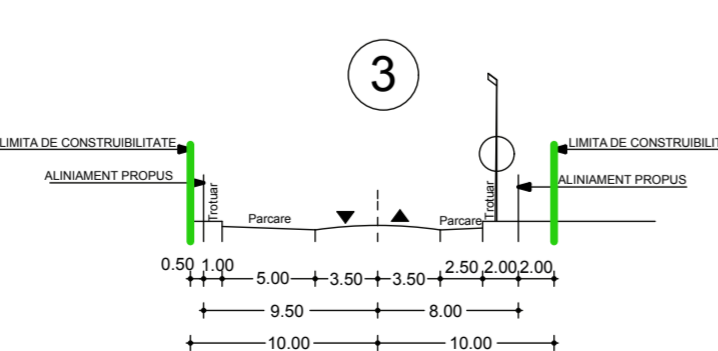 3
LIMITA DE CONSTRUIBILITATE
LIMITA DE CONSTRUIBILIT
ALINIAMENT PROPUS
ALINIAMENT PROPUS
Trotuar
Parcare
Parcare
Trotuar
0.50 1.00 5.00 3.50 3.50 2.50 2.00 2.00
9.50 8.00
10.00 10.00